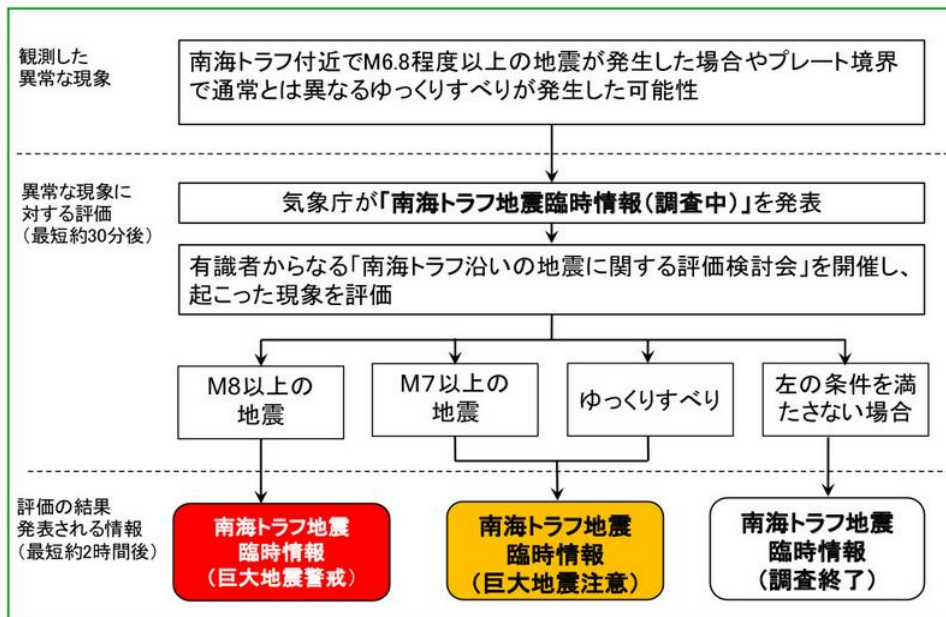 観測した
異常な現象
南海トラフ付近でM6.8程度以上の地震が発生した場合やプレート境界
で通常とは異なるゆっくりすべりが発生した可能性
異常な現象に
対する評価
（最短約30分後）
気象庁が「南海トラフ地震臨時情報(調査中)」を発表
有識者からなる「南海トラフ沿いの地震に関する評価検討会」を開催し、
起こった現象を評価
M8以上の
地震
M7以上の
地震
ゆっくりすべり
左の条件を満
たさない場合
評価の結果
発表される情報
（最短約2時間後）
南海トラフ地震
臨時情報
（巨大地震警戒）
南海トラフ地震
臨時情報
（巨大地震注意）
南海トラフ地震
臨時情報
（調査終了）